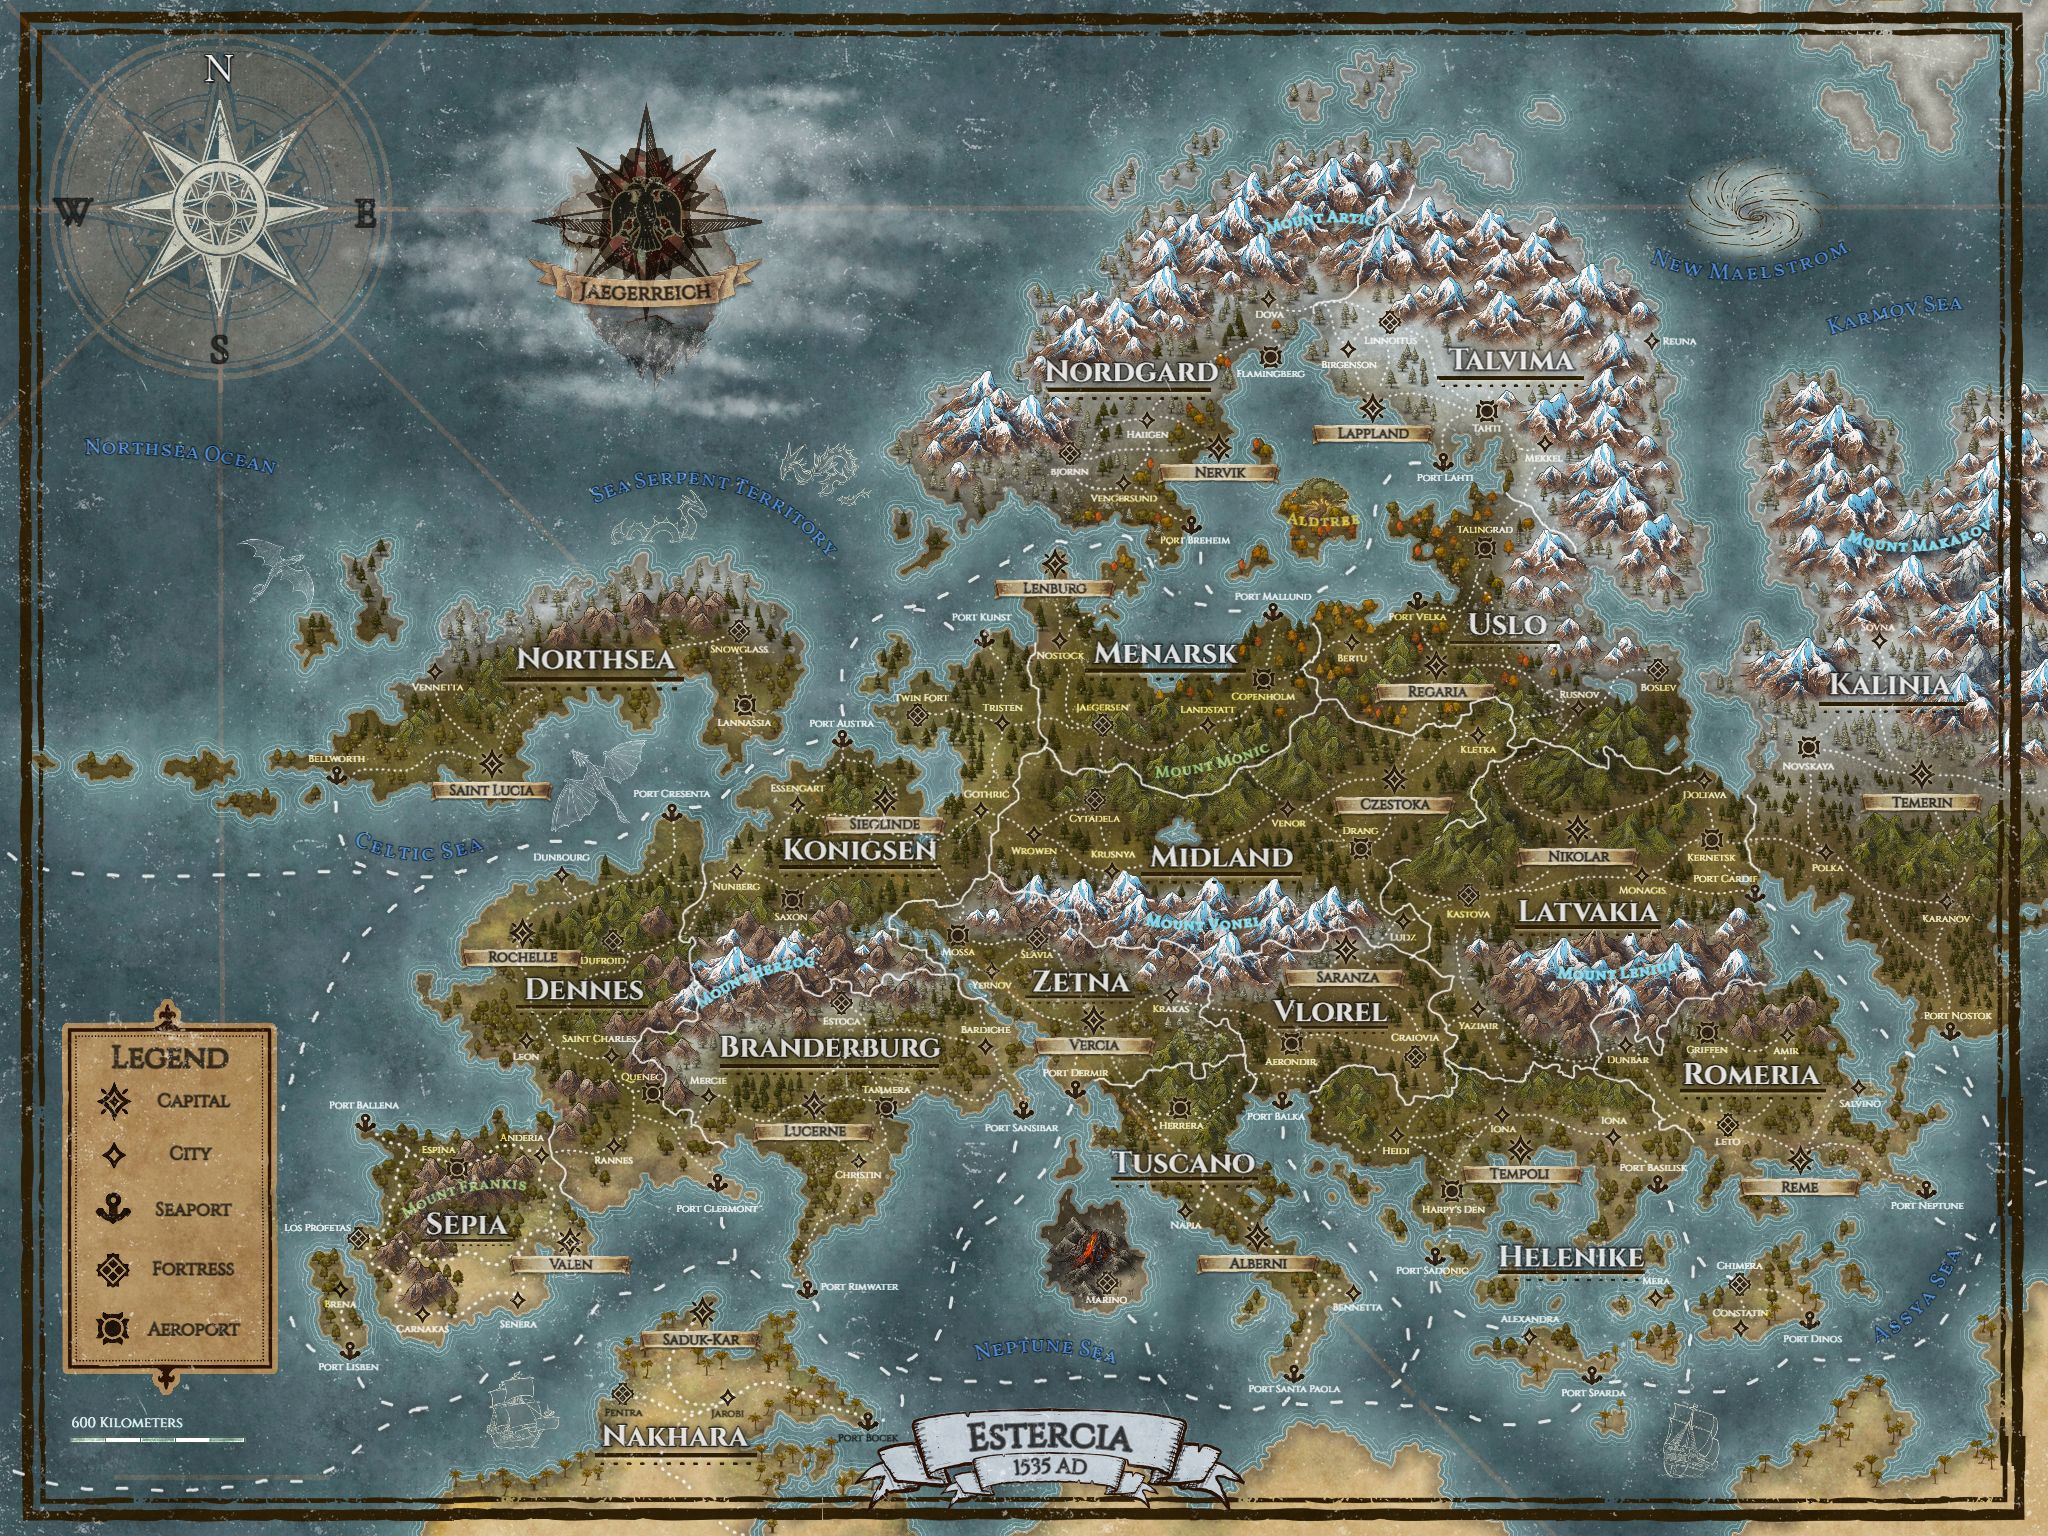 N
W
E
S
JAEGERREICH
MOUNT ARTIC
NEW MAELSTROM
KARMOV SEA
DOVA
LINNOITUS
BIRGENSON
FLAMINGBERG
REUNA
NORDGARD
TALVIMA
HAIIGEN
LAPPLAND
TAHTI
MEKKEL
BJORNN
NERVIK
PORT LAHTI
VENGERSUND
ALDTREE
TALINGRAD
PORT BREHEIM
NORTHSEA OCEAN
SEA SERPENT TERRITORY
MOUNT MAKAROV
LENBURG
PORT MALLUND
PORT KUNST
PORT VELKA
USLO
SOVNA
NORTHSEA
SNOWGLASS
NOSTOCK
MENARSK
BERTU
VENNETTA
TWIN FORT
COPENHOLM
REGARIA
RUSNOV
BOSLEV
KALINIA
LANNASSIA
PORT AUSTRA
TRISTEN
JAEGERSEN
LANDSTATT
KLETKA
MOUNT MONIC
BELLWORTH
SAINT LUCIA
PORT CRESENTA
ESSENGART
GOTHRIC
NOVSKAYA
TEMERIN
SIEGLINDE
CYTADELA
VENOR
CZESTOKA
DRANG
DOLTAVA
CELTIC SEA
KONIGSEN
WROWEN
KRUSNYA
MIDLAND
NIKOLAR
KERNETSK
POLKA
DUNBOURG
NUNBERG
MONAGIS
PORT CARDIF
SAXON
MOUNT VONEL
KASTOVA
LATVAKIA
KARANOV
ROCHELLE
DUFROID
MOSSA
SLAVIA
LUDZ
DENNES
MOUNT HERZOG
YERNOV
ZETNA
SARANZA
MOUNT LENIUS
ESTOCA
KRAKAS
VLOREL
YAZIMIR
PORT NOSTOK
LEON
SAINT CHARLES
BRANDERBURG
BARDICHE
VERCIA
AERONDIR
CRAIOVIA
DUNBAR
GRIFFEN
AMIR
QUENEC
MERCIE
TAMMERA
PORT DERMIR
ROMERIA
SALVINO
PORT BALLENA
LUCERNE
PORT SANSIBAR
HERRERA
PORT BALKA
IONA
IONA
LETO
ANDERIA
ESPINA
RANNES
CHRISTIN
TUSCANO
HEIDI
TEMPOLI
PORT BASILISK
REME
MOUNT FRANKIS
PORT CLERMONT
HARPY'S DEN
PORT NEPTUNE
LOS PROFETAS
SEPIA
NAPIA
VALEN
ALBERNI
PORT SADONIC
HELENIKE
CHIMERA
MERA
BRENA
PORT RIMWATER
MARINO
BENNETTA
CARNAKAS
SENERA
ALEXANDRA
CONSTATIN
PORT DINOS
ASSYA SEA
PORT LISBEN
SADUK-KAR
NEPTUNE SEA
PORT SANTA PAOLA
PORT SPARDA
PENTRA
JAROBI
NAKHARA
PORT BOCEK
LEGEND
CAPITAL
CITY
SEAPORT
FORTRESS
AEROPORT
600 KILOMETERS
ESTERCIA
1535 AD